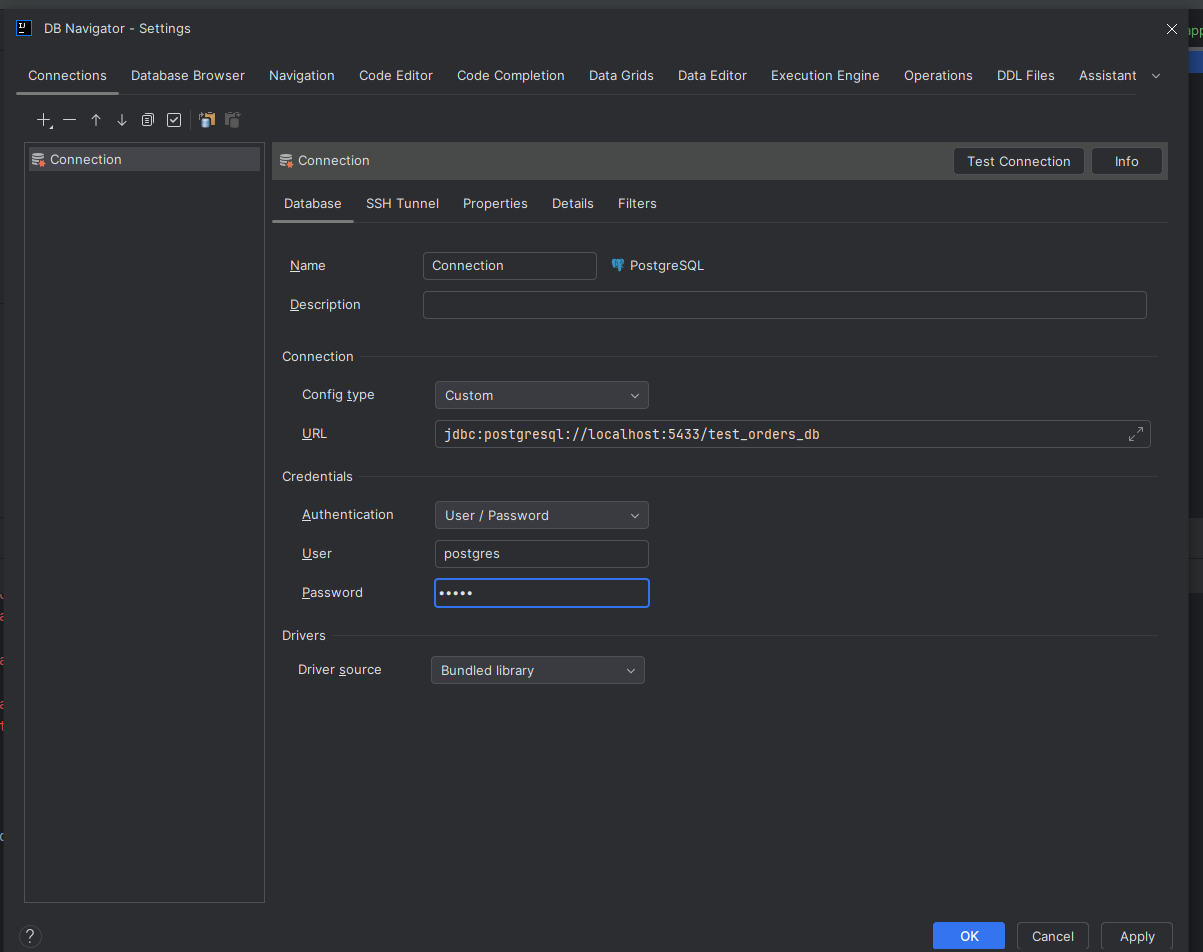 DB Navigator - Settings
Connections Database Browser Navigation Code Editor Code Completion Data Grids Data Editor Execution Engine Operations DDL Files Assistant
Connection
Connection Test Connection Info
Database SSH Tunnel Properties Details Filters
Name Connection PostgreSQL
Description
Connection
Config type Custom
URL jdbc:postgresql://localhost:5433/test_orders_db
Credentials
Authentication User / Password
User postgres
Password •••••
Drivers
Driver source Bundled library
? OK Cancel Apply